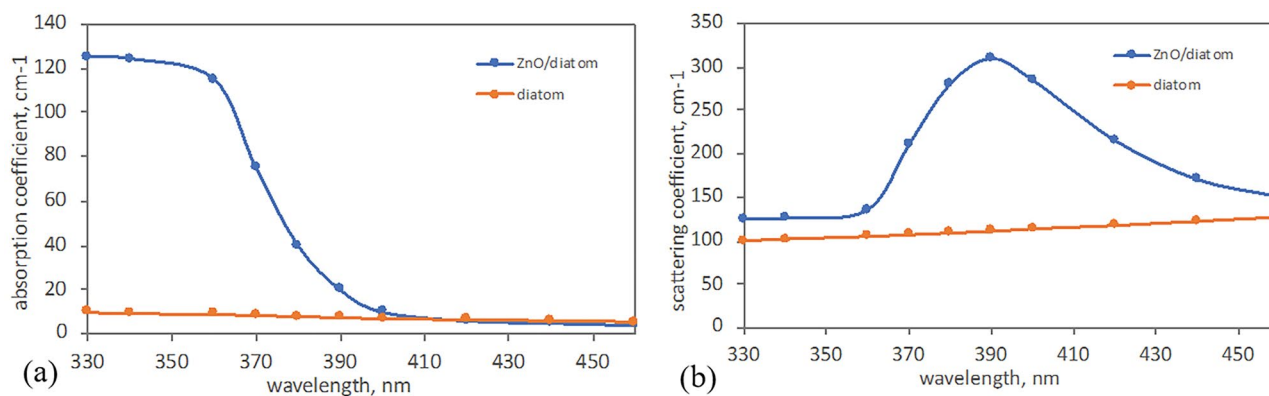 absorption coefficient, cm-1
140
120
100
80
60
40
20
0
ZnO/diatom
diatom
330 350 370 390 410 430 450
wavelength, nm
(a)
scattering coefficient, cm-1
350
300
250
200
150
100
50
0
ZnO/diatom
diatom
330 350 370 390 410 430 450
wavelength, nm
(b)